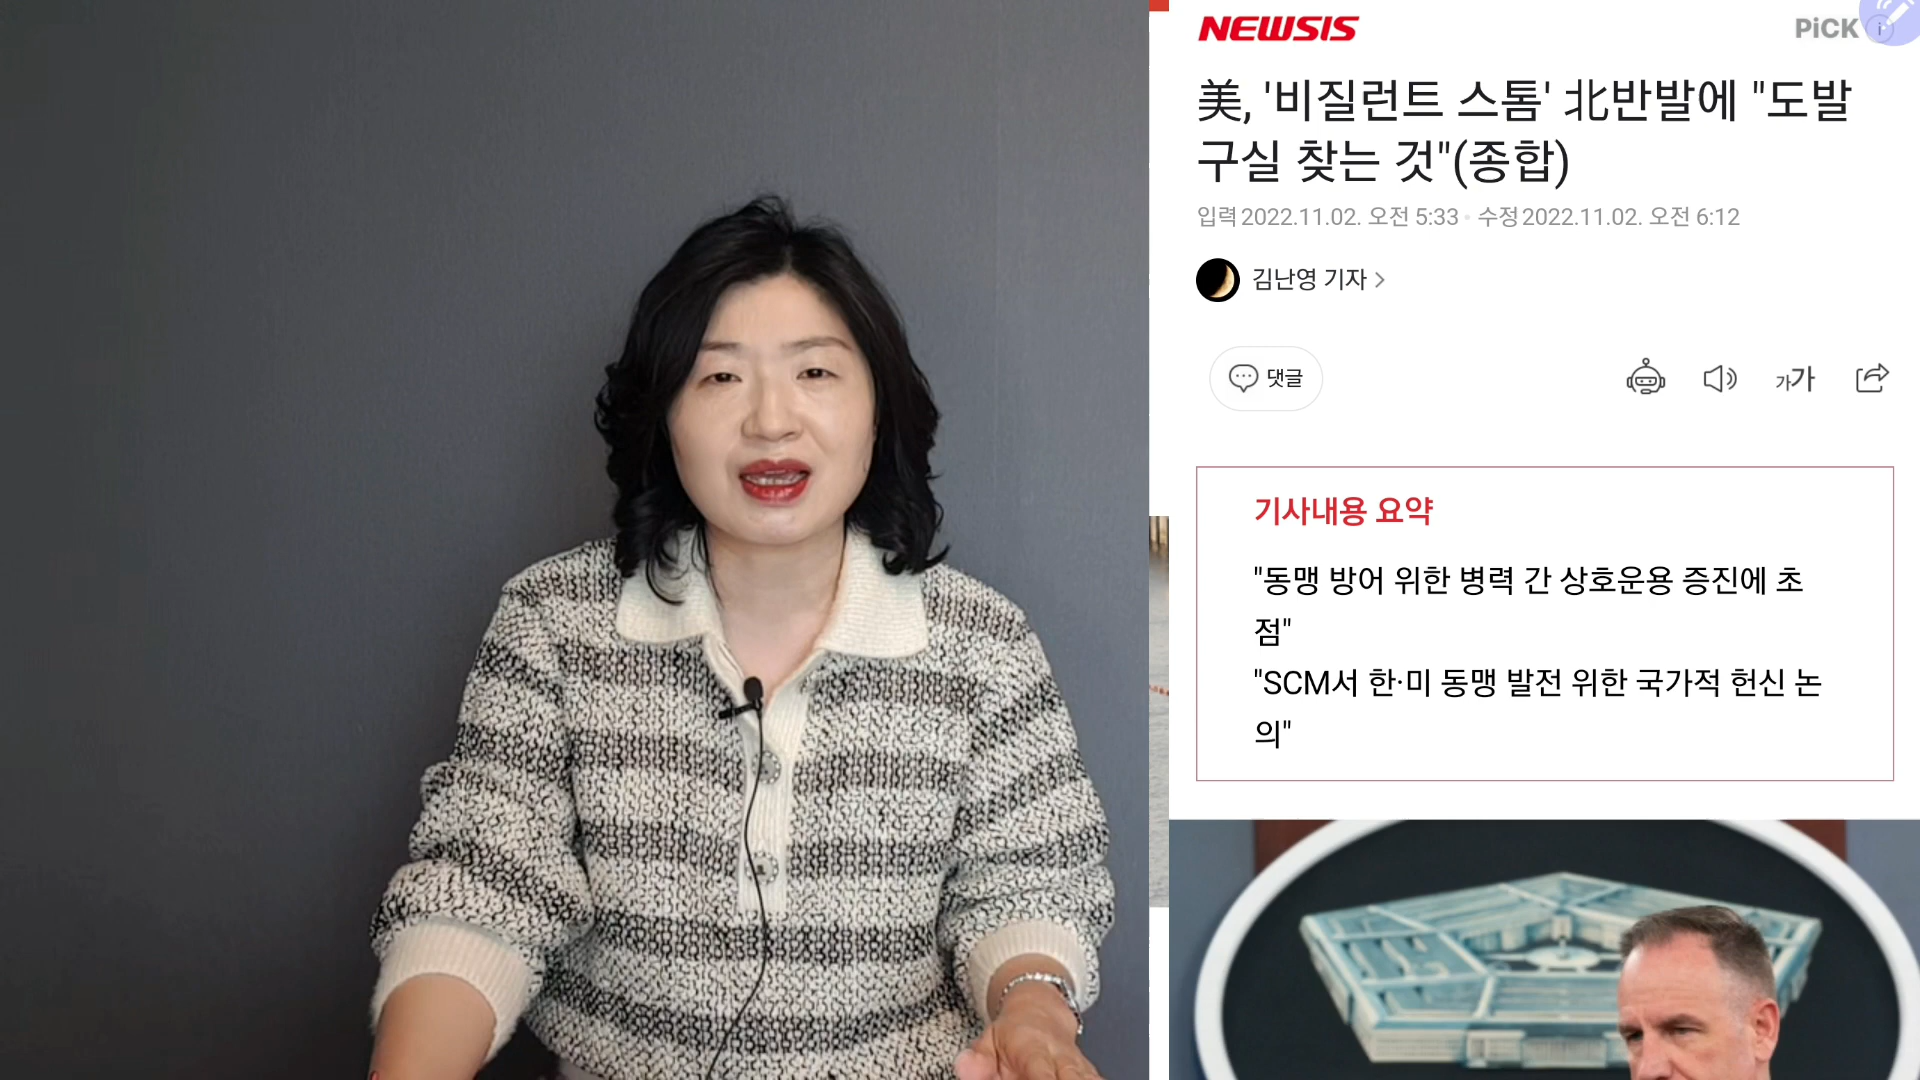 NEWSIS
PiCK i
美, '비질런트 스톰' 北반발에 "도발
구실 찾는 것"(종합)
입력 2022.11.02. 오전 5:33 · 수정 2022.11.02. 오전 6:12
김난영 기자 >
댓글
가가
기사내용 요약
"동맹 방어 위한 병력 간 상호운용 증진에 초
점"
"SCM서 한·미 동맹 발전 위한 국가적 헌신 논
의"